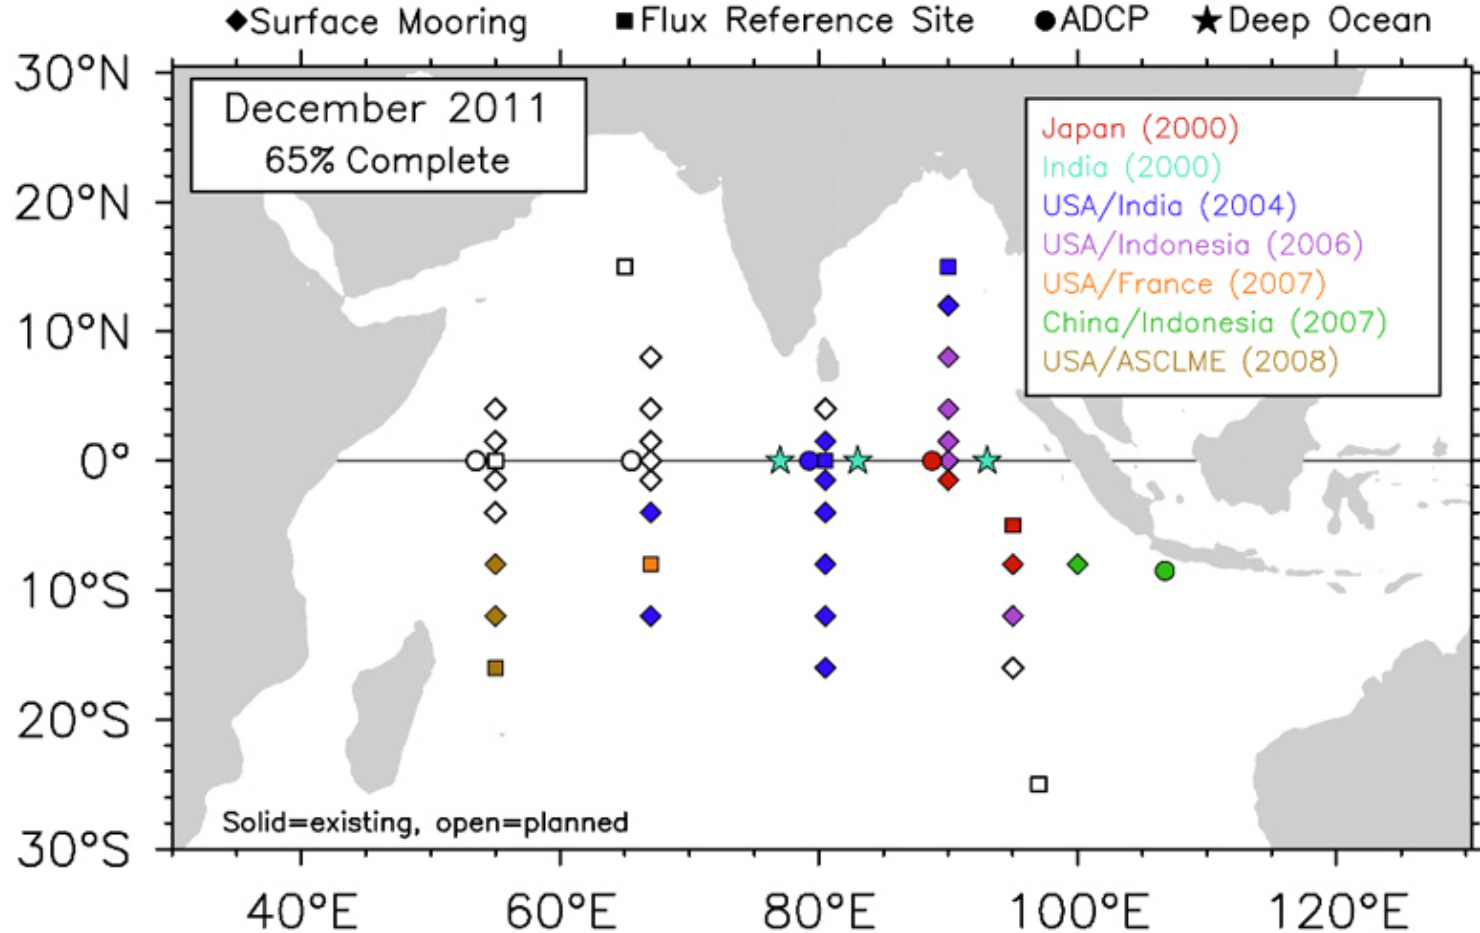 Surface Mooring Flux Reference Site ADCP Deep Ocean
30°N
20°N
10°N
0°
10°S
20°S
30°S
December 2011
65% Complete
Japan (2000)
India (2000)
USA/India (2004)
USA/Indonesia (2006)
USA/France (2007)
China/Indonesia (2007)
USA/ASCLME (2008)
Solid=existing, open=planned
40°E 60°E 80°E 100°E 120°E